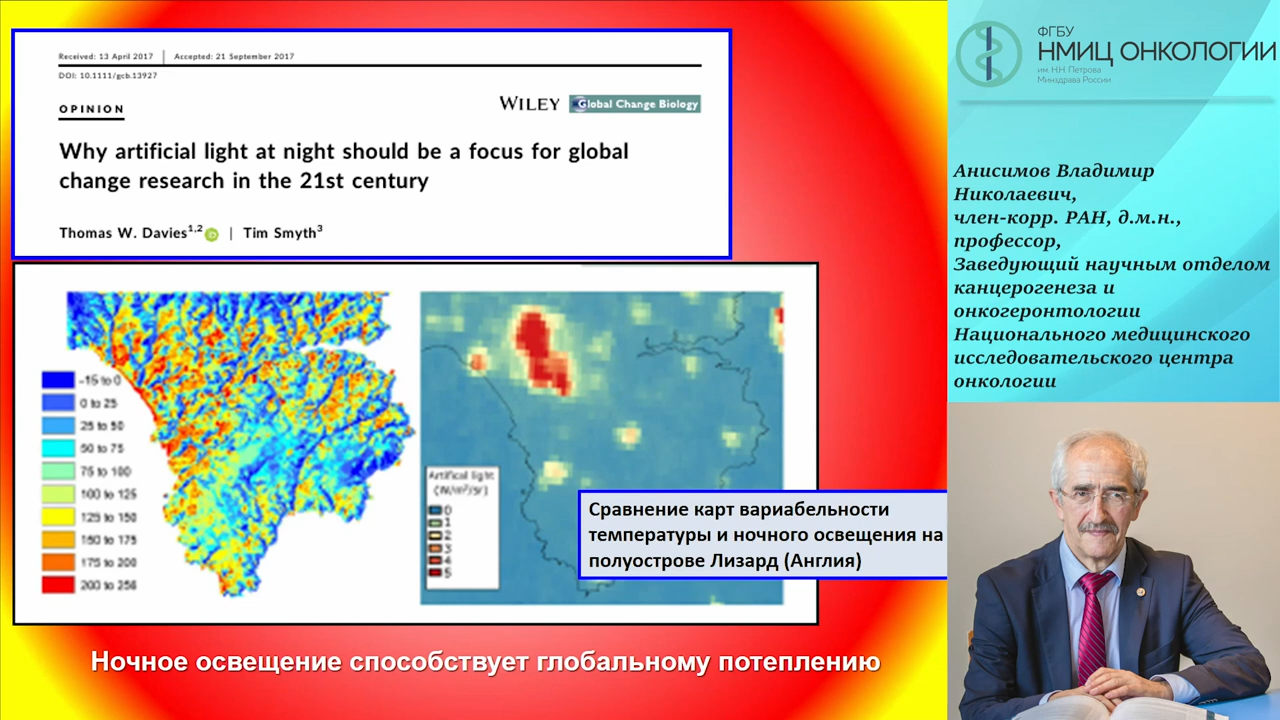 Received: 13 April 2017 | Accepted: 21 September 2017
DOI: 10.1111/gcb.13927
OPINION
WILEY Global Change Biology
Why artificial light at night should be a focus for global
change research in the 21st century
Thomas W. Davies1,2 | Tim Smyth3
-15 to 0
0 to 25
25 to 50
50 to 75
75 to 100
100 to 125
125 to 150
150 to 175
175 to 200
200 to 256
Artifical light
(W/m²/sr)
0
1
2
3
4
5
Сравнение карт вариабельности
температуры и ночного освещения на
полуострове Лизард (Англия)
Ночное освещение способствует глобальному потеплению
ФГБУ
НМИЦ ОНКОЛОГИИ
им. Н.Н. Петрова
Минздрава России
Анисимов Владимир
Николаевич,
член-корр. РАН, д.м.н.,
профессор,
Заведующий научным отделом
канцерогенеза и
онкогеронтологии
Национального медицинского
исследовательского центра
онкологии